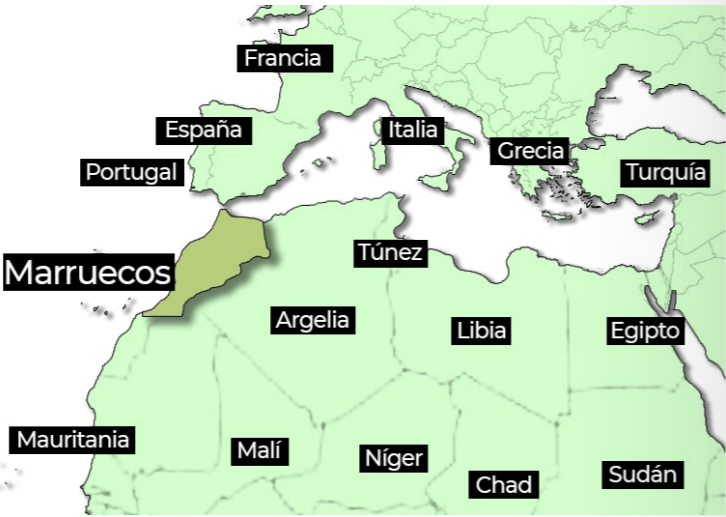 Francia
España
Italia
Grecia
Portugal
Turquía
Túnez
Marruecos
Argelia
Libia
Egipto
Mauritania
Malí
Níger
Chad
Sudán